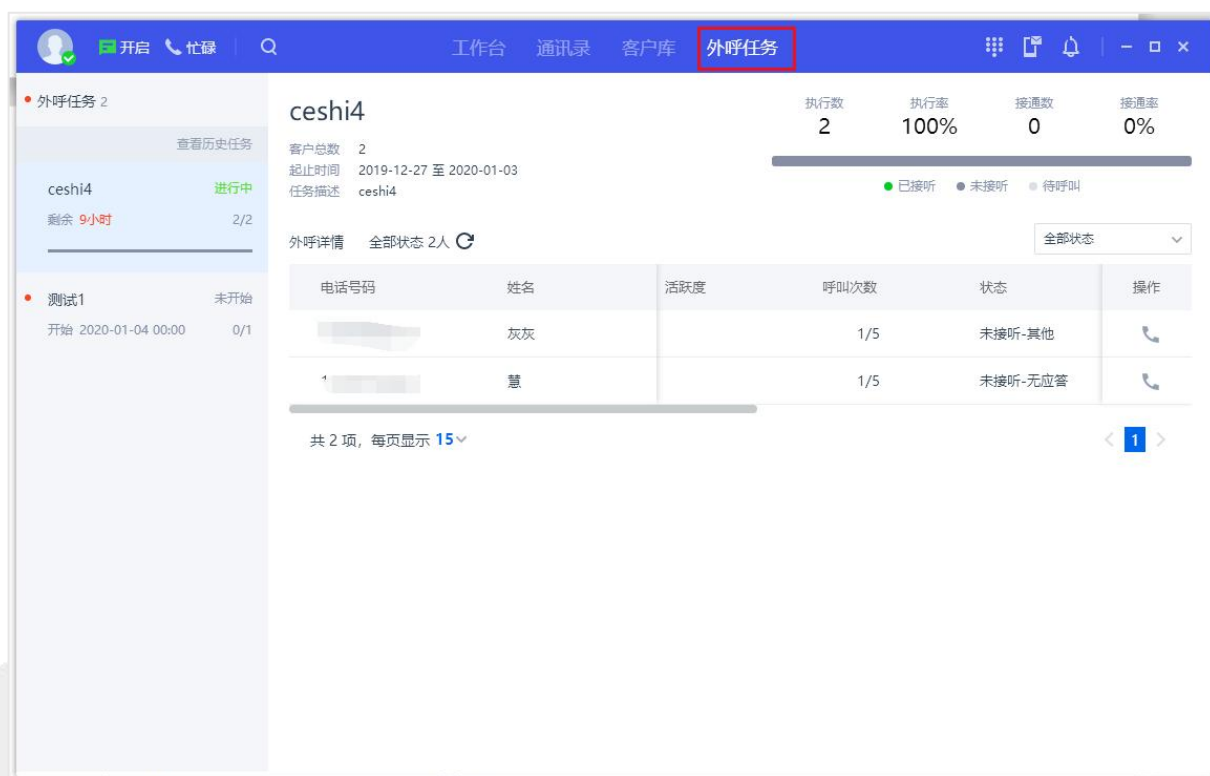 开启 忙碌 工作台 通讯录 客户库 外呼任务
外呼任务 2
查看历史任务
ceshi4 进行中
剩余 9小时 2/2
测试1 未开始
开始 2020-01-04 00:00 0/1
ceshi4
客户总数 2
起止时间 2019-12-27 至 2020-01-03
任务描述 ceshi4
执行数 执行率 接通数 接通率
2 100% 0 0%
已接听 未接听 待呼叫
外呼详情 全部状态 2人 全部状态
电话号码 姓名 活跃度 呼叫次数 状态 操作
灰灰 1/5 未接听-其他
慧 1/5 未接听-无应答
共 2 项，每页显示 15 1